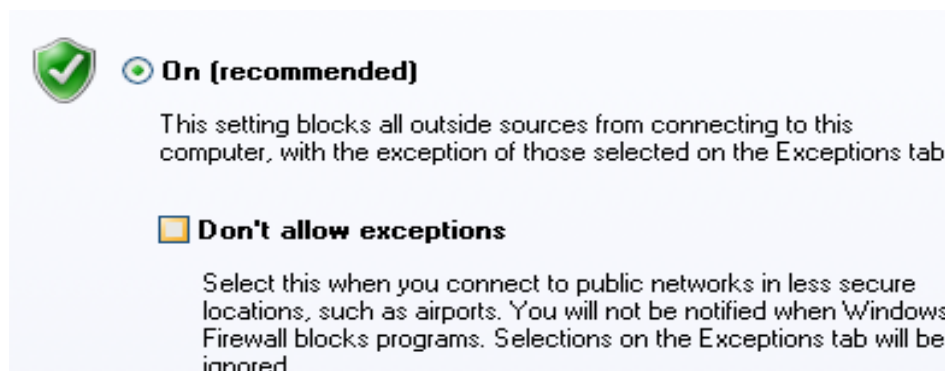 On (recommended)
This setting blocks all outside sources from connecting to this
computer, with the exception of those selected on the Exceptions tab
Don't allow exceptions
Select this when you connect to public networks in less secure
locations, such as airports. You will not be notified when Windows
Firewall blocks programs. Selections on the Exceptions tab will be
ignored